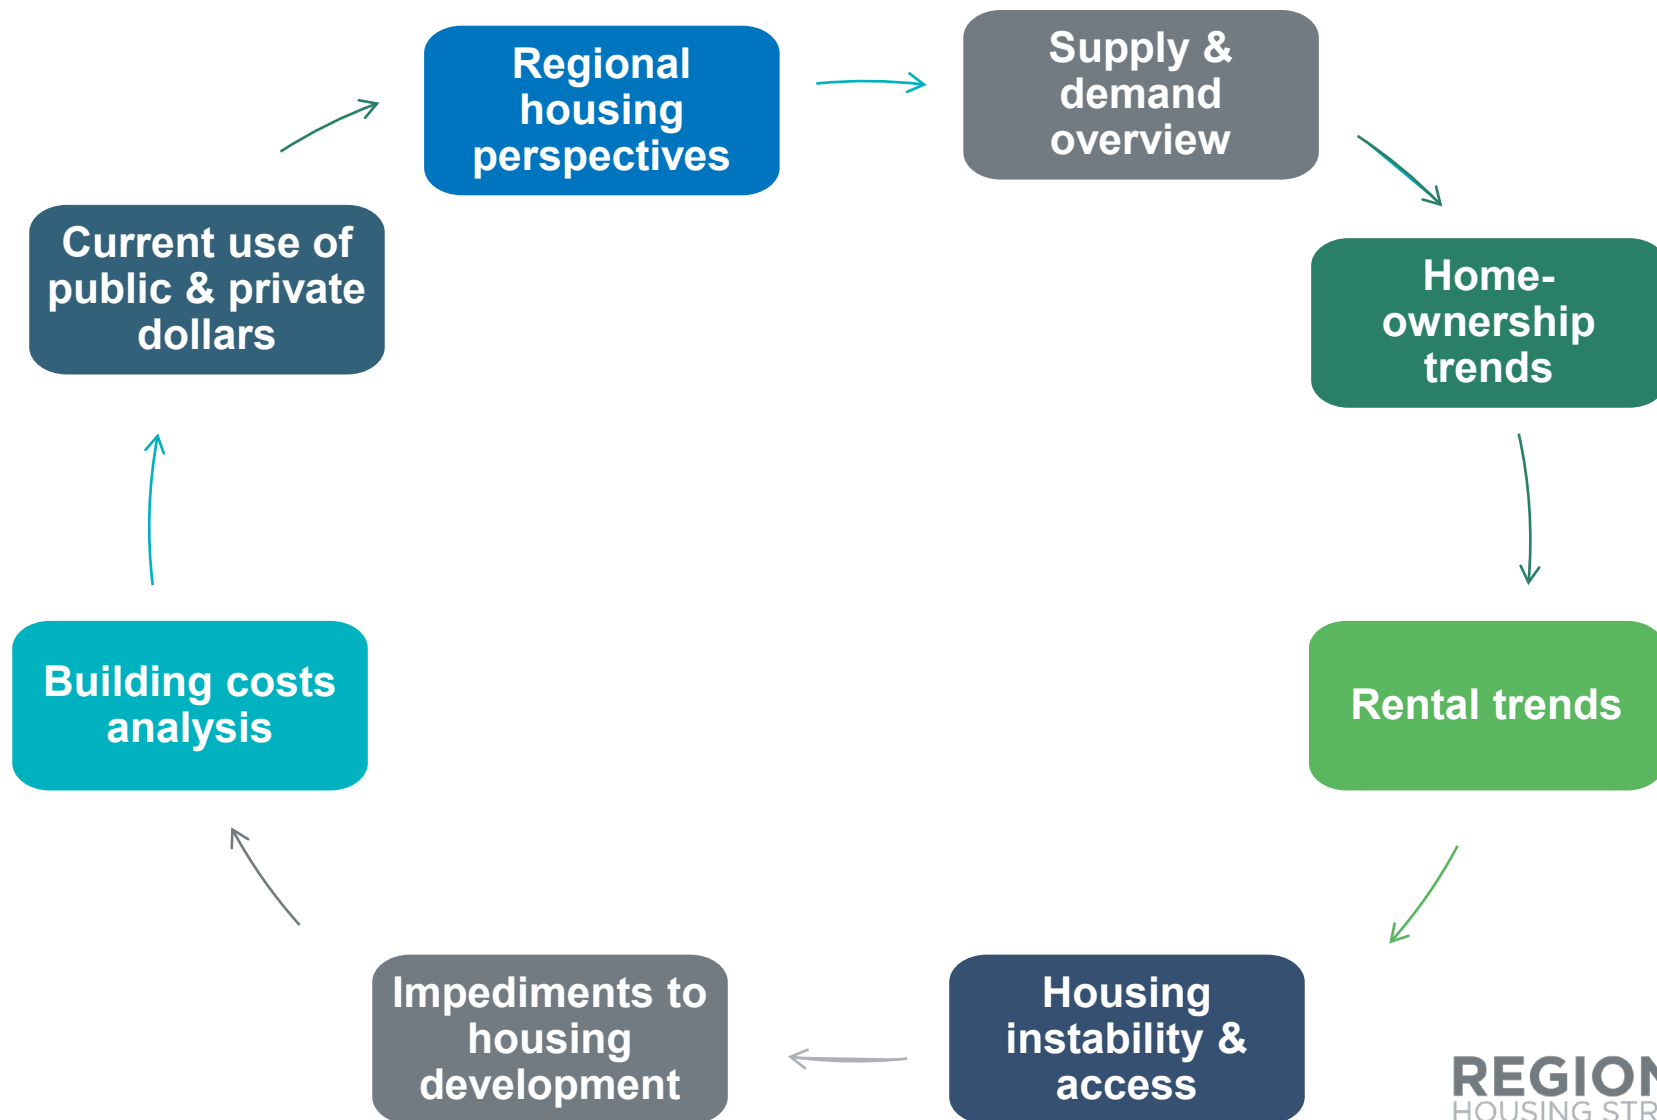 Regional
housing
perspectives
Supply &
demand
overview
Home-
ownership
trends
Rental trends
Housing
instability &
access
Impediments to
housing
development
Building costs
analysis
Current use of
public & private
dollars
HOUSING